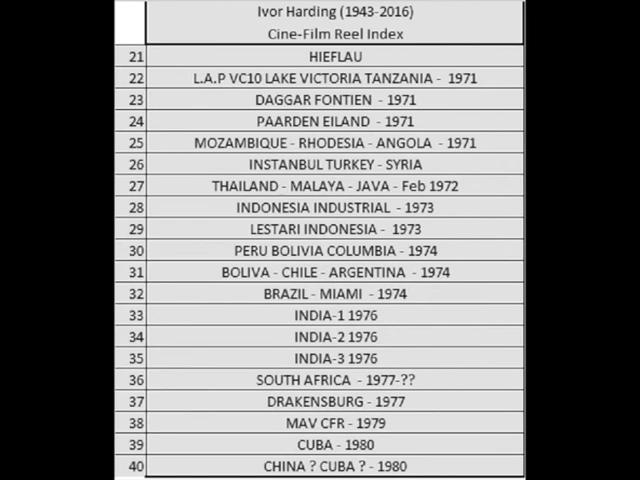 Ivor Harding (1943-2016)
Cine-Film Reel Index
21 HIEFLAU
22 L.A.P VC10 LAKE VICTORIA TANZANIA - 1971
23 DAGGAR FONTIEN - 1971
24 PAARDEN EILAND - 1971
25 MOZAMBIQUE - RHODESIA - ANGOLA - 1971
26 INSTANBUL TURKEY - SYRIA
27 THAILAND - MALAYA - JAVA - Feb 1972
28 INDONESIA INDUSTRIAL - 1973
29 LESTARI INDONESIA - 1973
30 PERU BOLIVIA COLUMBIA - 1974
31 BOLIVA - CHILE - ARGENTINA - 1974
32 BRAZIL - MIAMI - 1974
33 INDIA-1 1976
34 INDIA-2 1976
35 INDIA-3 1976
36 SOUTH AFRICA - 1977-??
37 DRAKENSBURG - 1977
38 MAV CFR - 1979
39 CUBA - 1980
40 CHINA ? CUBA ? - 1980